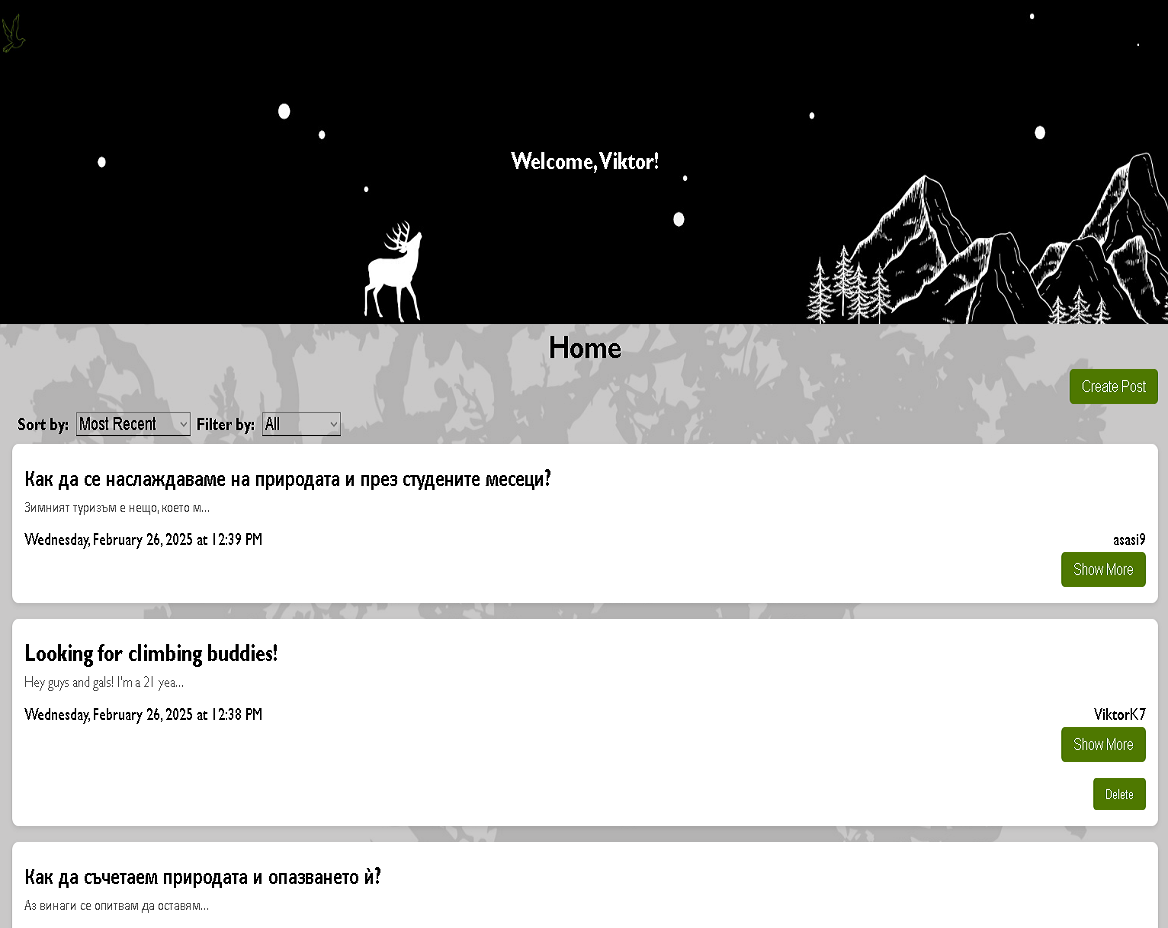 Welcome, Viktor!
Home
Create Post
Sort by: Most Recent Filter by: All
Как да се наслаждаваме на природата и през студените месеци?
Зимният туризъм е нещо, което м...
Wednesday, February 26, 2025 at 12:39 PM asasi9
Show More
Looking for climbing buddies!
Hey guys and gals! I'm a 21 yea...
Wednesday, February 26, 2025 at 12:38 PM ViktorK7
Show More
Delete
Как да съчетаем природата и опазването ѝ?
Аз винаги се опитвам да оставям...